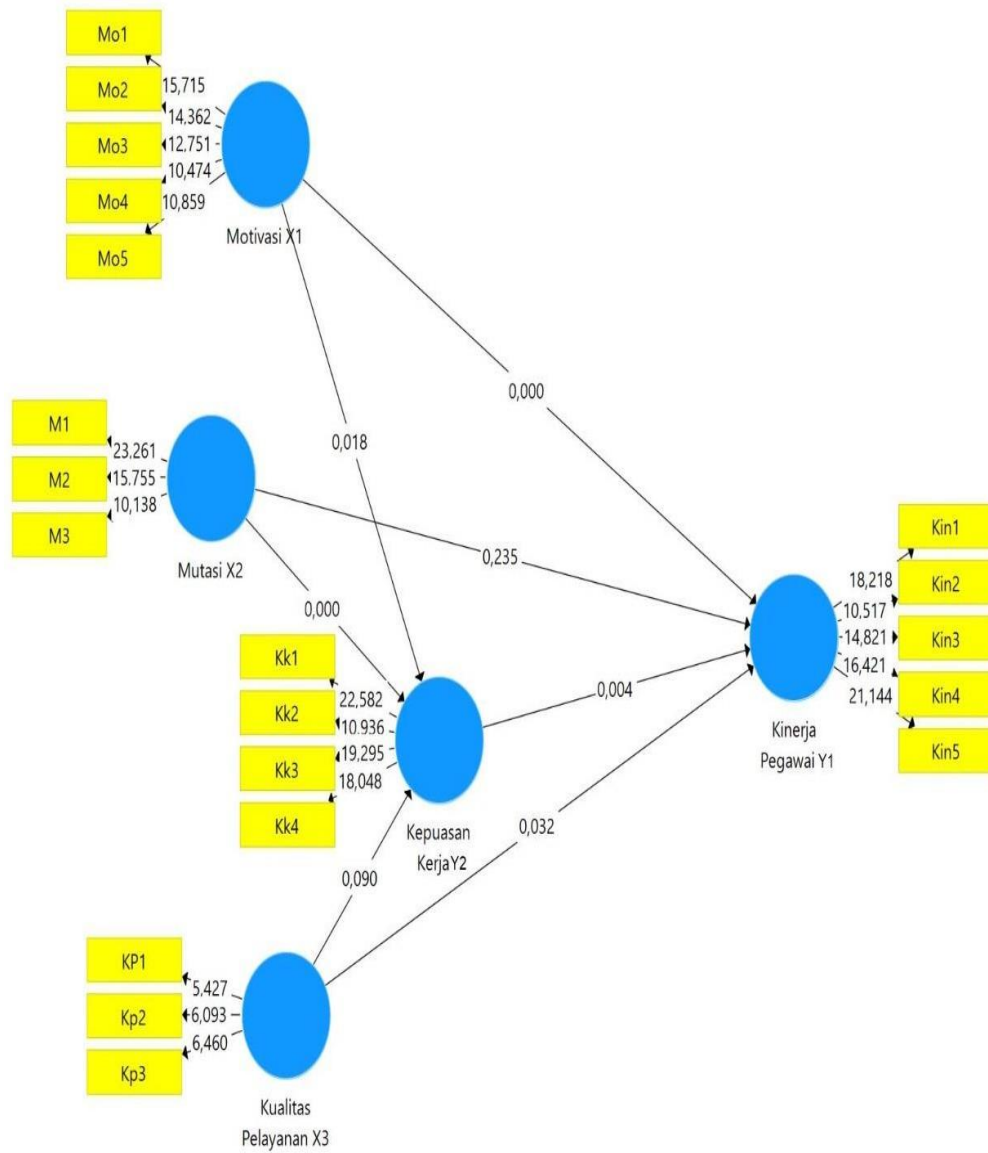 Mo1
Mo2
Mo3
Mo4
Mo5
15,715
14.362
12,751
10,474
10,859
Motivasi X1
0,000
0,018
M1
M2
M3
23.261
15.755
10,138
Mutasi X2
0,235
0,000
Kk1
Kk2
Kk3
Kk4
22,582
10.936
19,295
18,048
Kepuasan
KerjaY2
0,004
Kin1
Kin2
Kin3
Kin4
Kin5
18,218
10,517
14,821
16,421
21,144
Kinerja
Pegawai Y1
0,032
0,090
KP1
Kp2
Kp3
5,427
6,093
6,460
Kualitas
Pelayanan X3